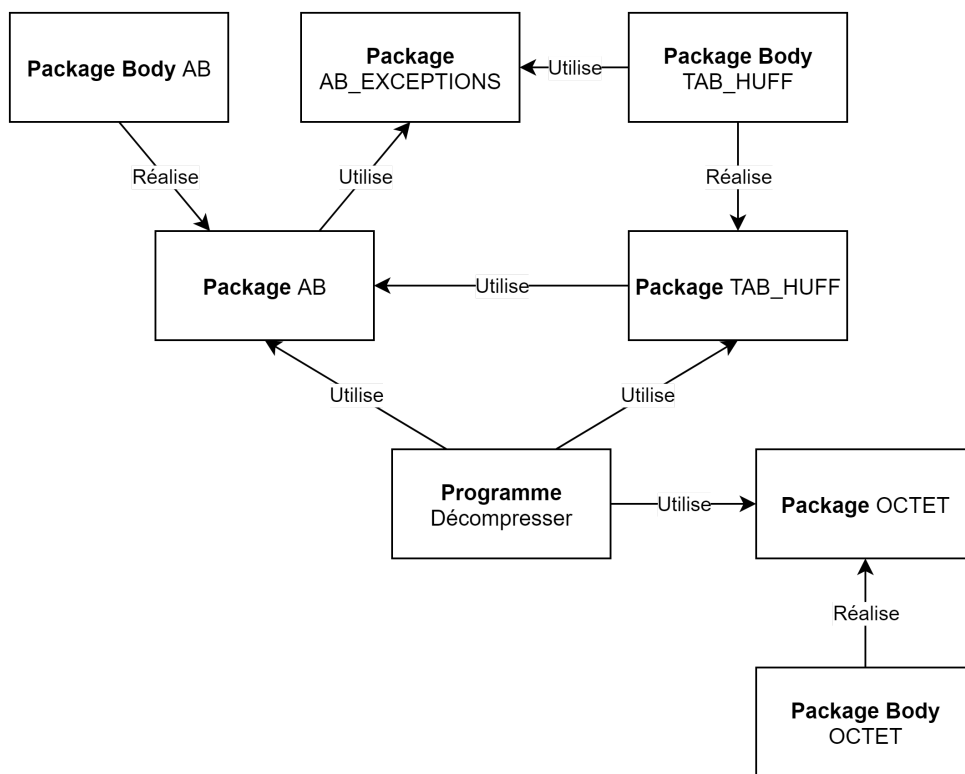 Package Body AB
Package
AB_EXCEPTIONS
Utilise
Package Body
TAB_HUFF
Réalise
Utilise
Réalise
Package AB
Utilise
Package TAB_HUFF
Utilise
Utilise
Programme
Décompresser
Utilise
Package OCTET
Réalise
Package Body
OCTET